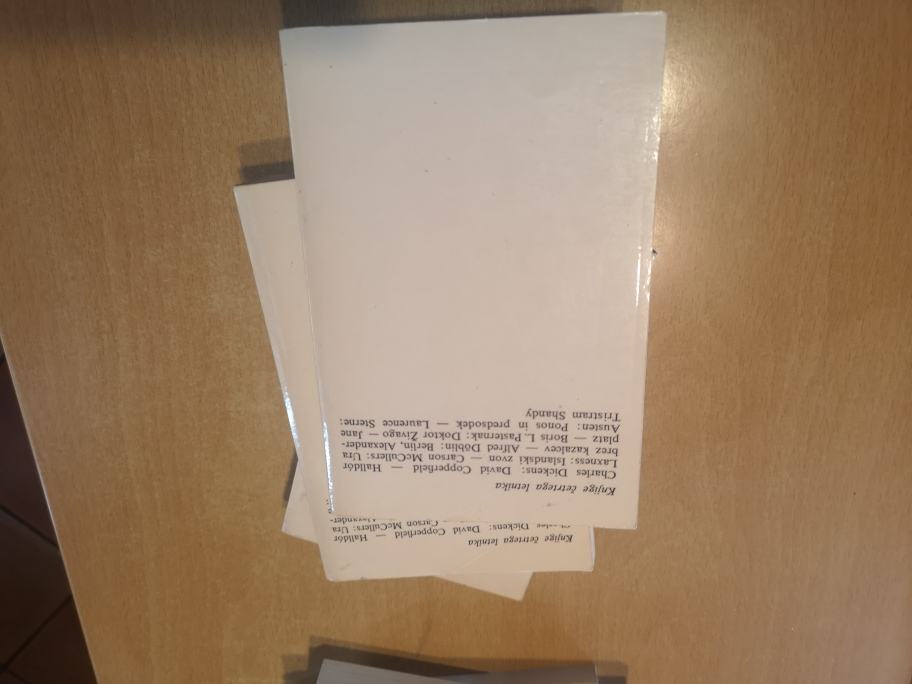 Knjige četrtega letnika
Charles Dickens: David Copperfield — Halldór
Laxness: Islandski zvon — Carson McCullers: Ura
brez kazalcev — Alfred Döblin: Berlin, Alexander-
platz — Boris L. Pasternak: Doktor Živago — Jane
Austen: Ponos in presodek — Laurence Sterne:
Tristram Shandy
Knjige četrtega letnika
Charles Dickens: David Copperfield — Halldór
Carson McCullers: Ura